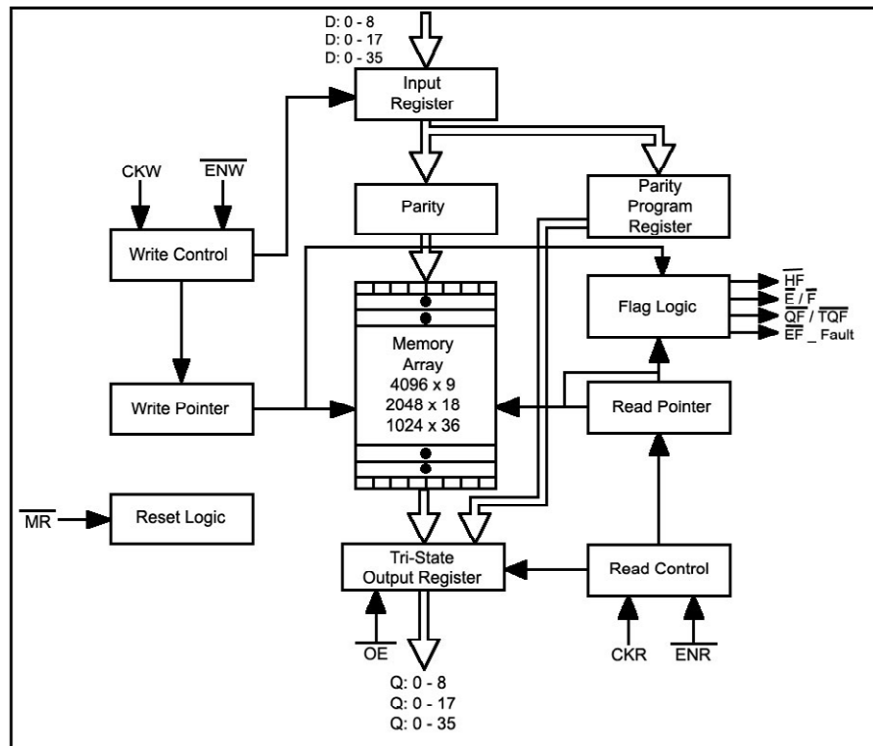 D: 0 - 8
D: 0 - 17
D: 0 - 35
Input
Register
CKW
ENW
Parity
Parity
Program
Register
Write Control
Flag Logic
HF
E / F
QF / TQF
EF _ Fault
Memory
Array
4096 x 9
2048 x 18
1024 x 36
Write Pointer
Read Pointer
MR
Reset Logic
Tri-State
Output Register
Read Control
OE
CKR
ENR
Q: 0 - 8
Q: 0 - 17
Q: 0 - 35